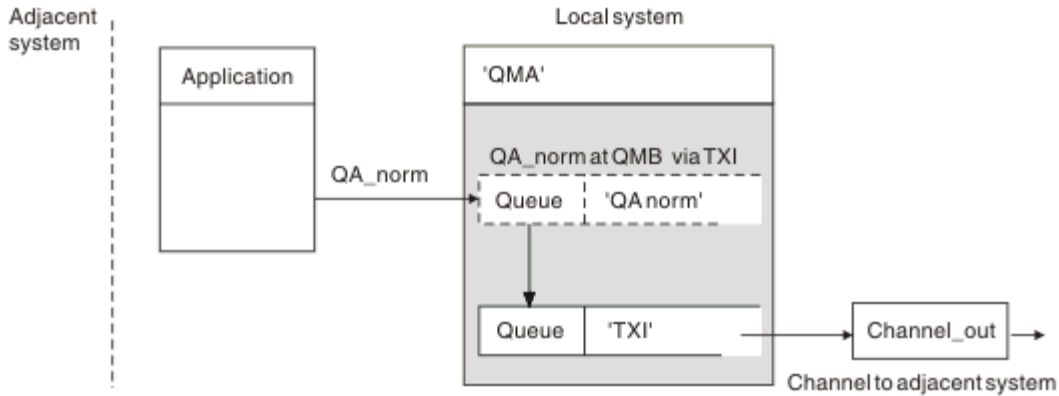 Adjacent
system
Local system
Application
'QMA'
QA_norm at QMB via TXI
QA_norm
Queue
'QA norm'
Queue
'TXI'
Channel_out
Channel to adjacent system